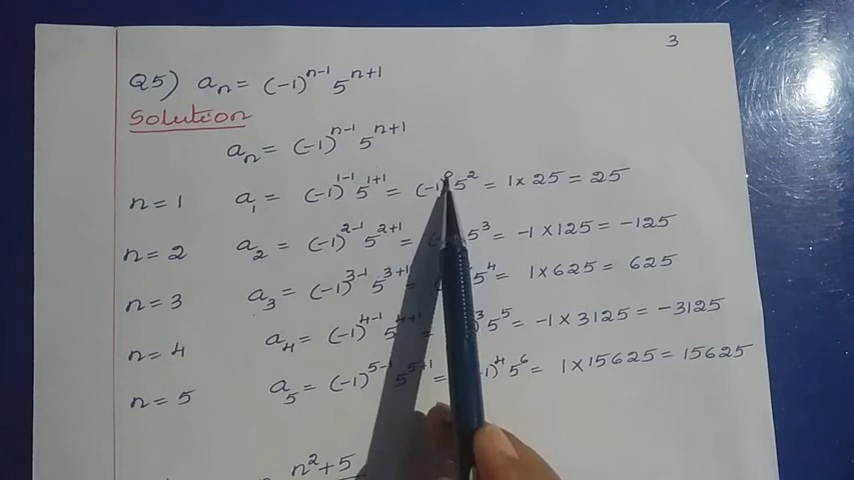 3
Q5) aₙ = (-1)ⁿ⁻¹ 5ⁿ⁺¹
Solution
aₙ = (-1)ⁿ⁻¹ 5ⁿ⁺¹
n = 1 a₁ = (-1)¹⁻¹ 5¹⁺¹ = (-1)⁰ 5² = 1 × 25 = 25
n = 2 a₂ = (-1)²⁻¹ 5²⁺¹ = 5³ = -1 × 125 = -125
n = 3 a₃ = (-1)³⁻¹ 5³⁺¹ = 5⁴ = 1 × 625 = 625
n = 4 a₄ = (-1)⁴⁻¹ 5⁴⁺¹ = ³ 5⁵ = -1 × 3125 = -3125
n = 5 a₅ = (-1)⁵⁻¹ 5⁵⁺¹ = (-1)⁴ 5⁶ = 1 × 15625 = 15625
n² + 5